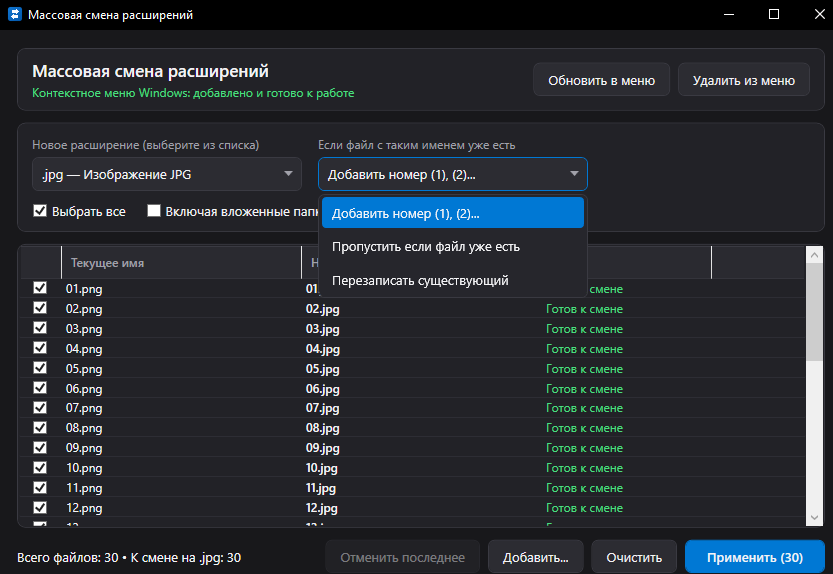 Массовая смена расширений
Массовая смена расширений
Контекстное меню Windows: добавлено и готово к работе
Обновить в меню
Удалить из меню
Новое расширение (выберите из списка)
Если файл с таким именем уже есть
.jpg — Изображение JPG
Добавить номер (1), (2)...
Выбрать все
Включая вложенные
Добавить номер (1), (2)...
Пропустить если файл уже есть
Перезаписать существующий
Текущее имя
01.png 01 смене
02.png 02.jpg Готов к смене
03.png 03.jpg Готов к смене
04.png 04.jpg Готов к смене
05.png 05.jpg Готов к смене
06.png 06.jpg Готов к смене
07.png 07.jpg Готов к смене
08.png 08.jpg Готов к смене
09.png 09.jpg Готов к смене
10.png 10.jpg Готов к смене
11.png 11.jpg Готов к смене
12.png 12.jpg Готов к смене
Всего файлов: 30 • К смене на .jpg: 30
Отменить последнее
Добавить...
Очистить
Применить (30)